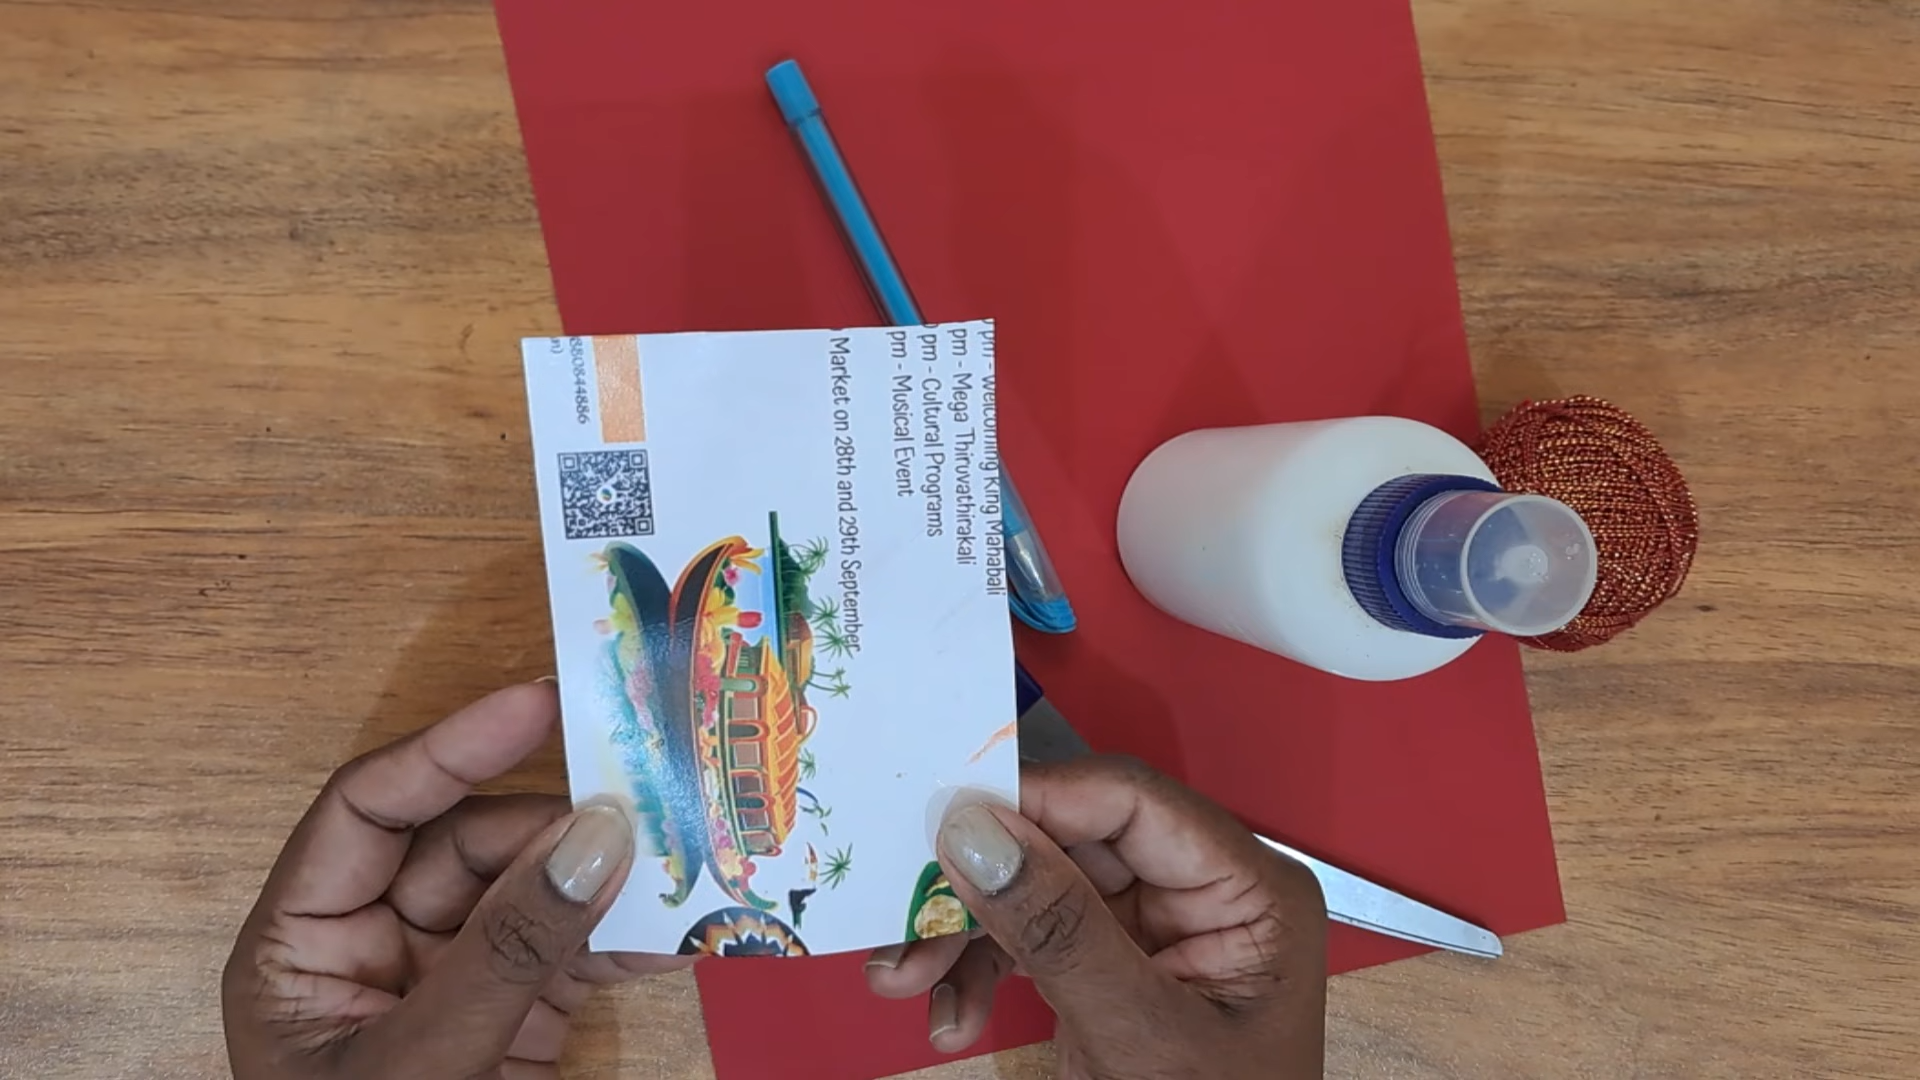 pm - Welcoming King Mahabali
pm - Mega Thiruvathirakali
pm - Cultural Programs
pm - Musical Event
Market on 28th and 29th September
880844886